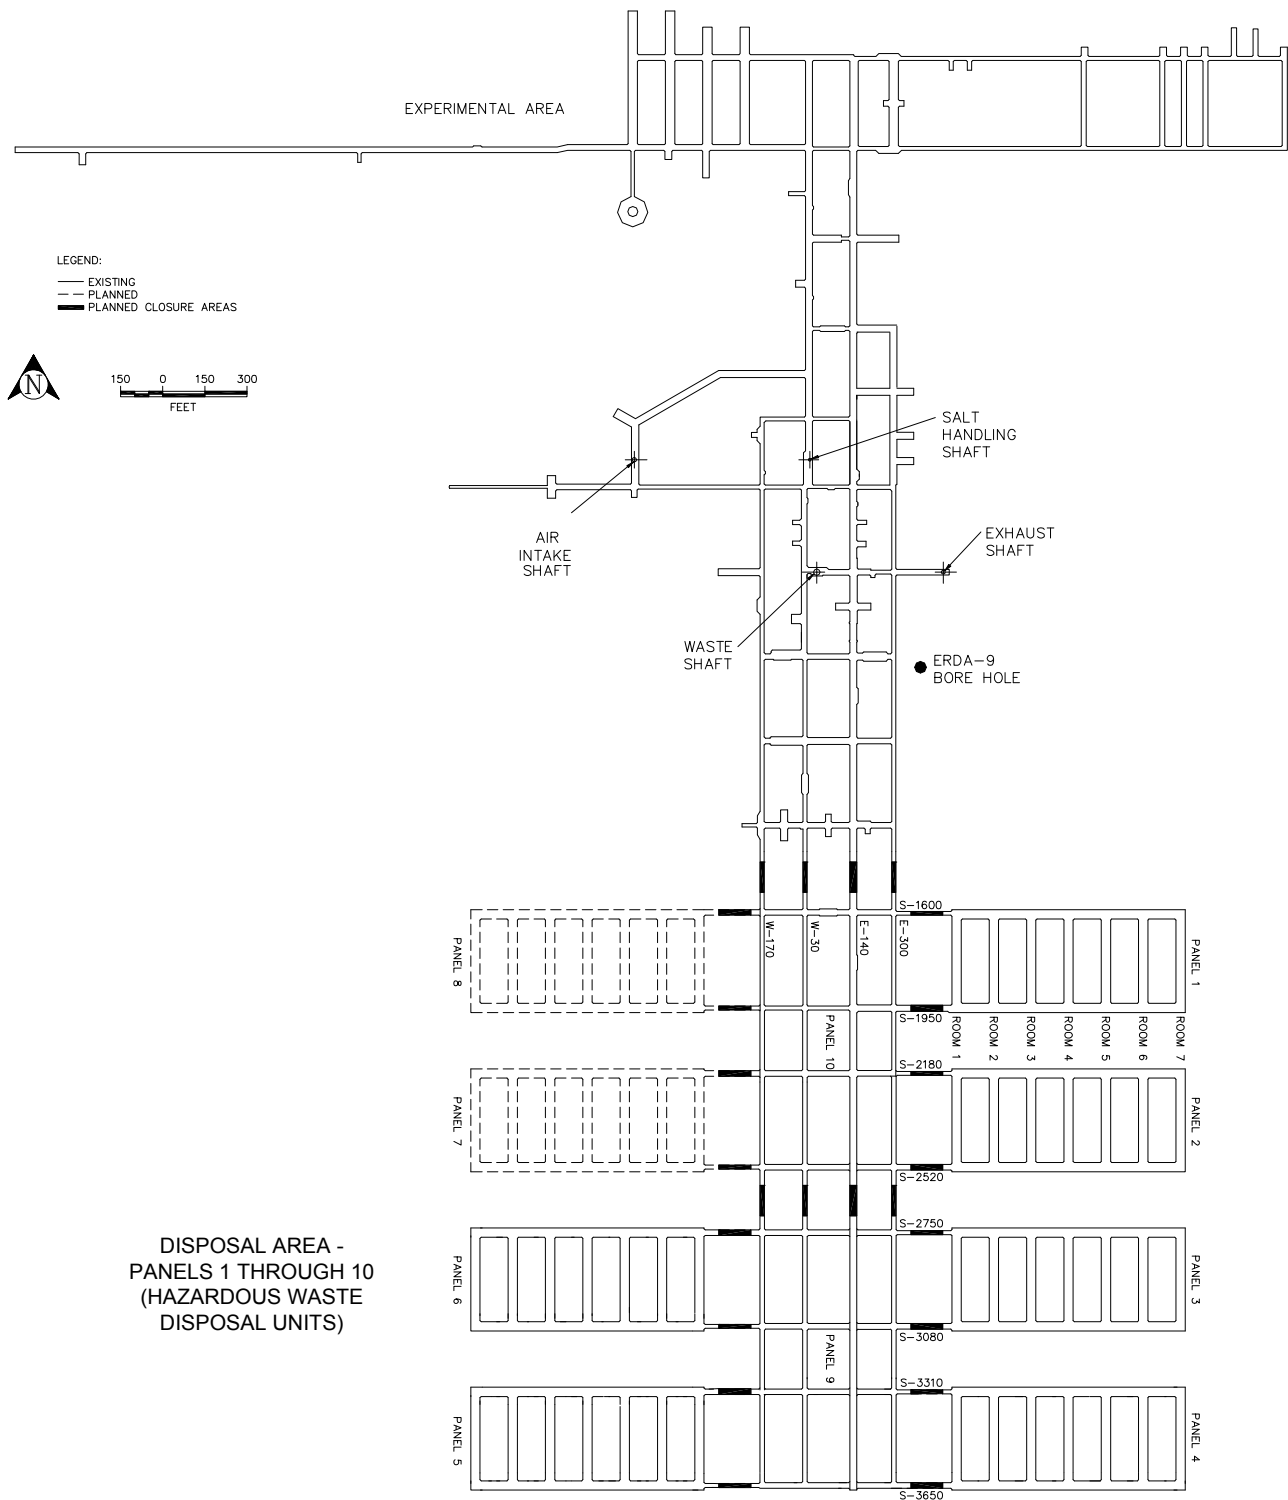 EXPERIMENTAL AREA
LEGEND:
EXISTING
PLANNED
PLANNED CLOSURE AREAS
N
150 0 150 300
FEET
SALT
HANDLING
SHAFT
AIR
INTAKE
SHAFT
EXHAUST
SHAFT
WASTE
SHAFT
ERDA-9
BORE HOLE
S-1600
W-170
W-30
E-140
E-300
PANEL 8
PANEL 1
S-1950
PANEL 10
ROOM 1
ROOM 2
ROOM 3
ROOM 4
ROOM 5
ROOM 6
ROOM 7
S-2180
PANEL 7
PANEL 2
S-2520
S-2750
DISPOSAL AREA -
PANELS 1 THROUGH 10
(HAZARDOUS WASTE
DISPOSAL UNITS)
PANEL 6
PANEL 3
S-3080
PANEL 9
S-3310
PANEL 5
PANEL 4
S-3650